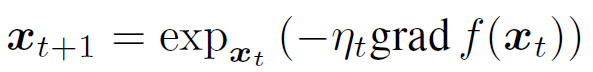 x_{t+1} = exp_{x_t} (−η_t grad f(x_t))